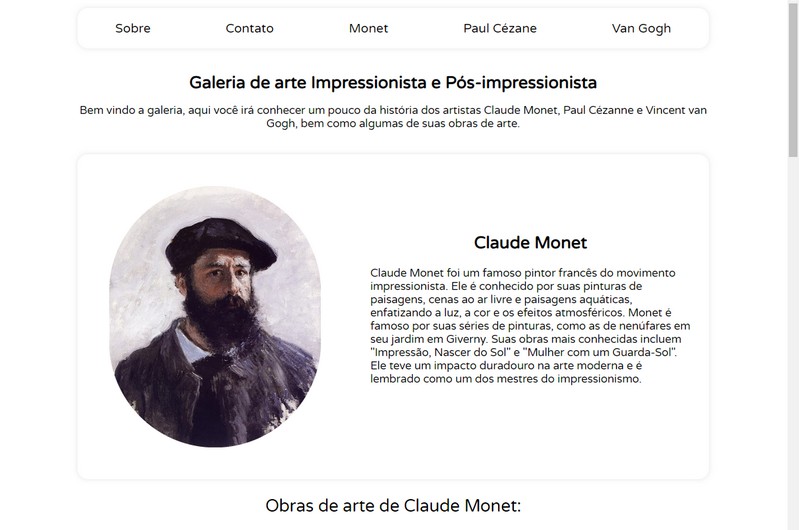 Sobre Contato Monet Paul Cézane Van Gogh
Galeria de arte Impressionista e Pós-impressionista
Bem vindo a galeria, aqui você irá conhecer um pouco da história dos artistas Claude Monet, Paul Cézanne e Vincent van
Gogh, bem como algumas de suas obras de arte.
Claude Monet
Claude Monet foi um famoso pintor francês do movimento
impressionista. Ele é conhecido por suas pinturas de
paisagens, cenas ao ar livre e paisagens aquáticas,
enfatizando a luz, a cor e os efeitos atmosféricos. Monet é
famoso por suas séries de pinturas, como as de nenúfares em
seu jardim em Giverny. Suas obras mais conhecidas incluem
"Impressão, Nascer do Sol" e "Mulher com um Guarda-Sol".
Ele teve um impacto duradouro na arte moderna e é
lembrado como um dos mestres do impressionismo.
Obras de arte de Claude Monet: